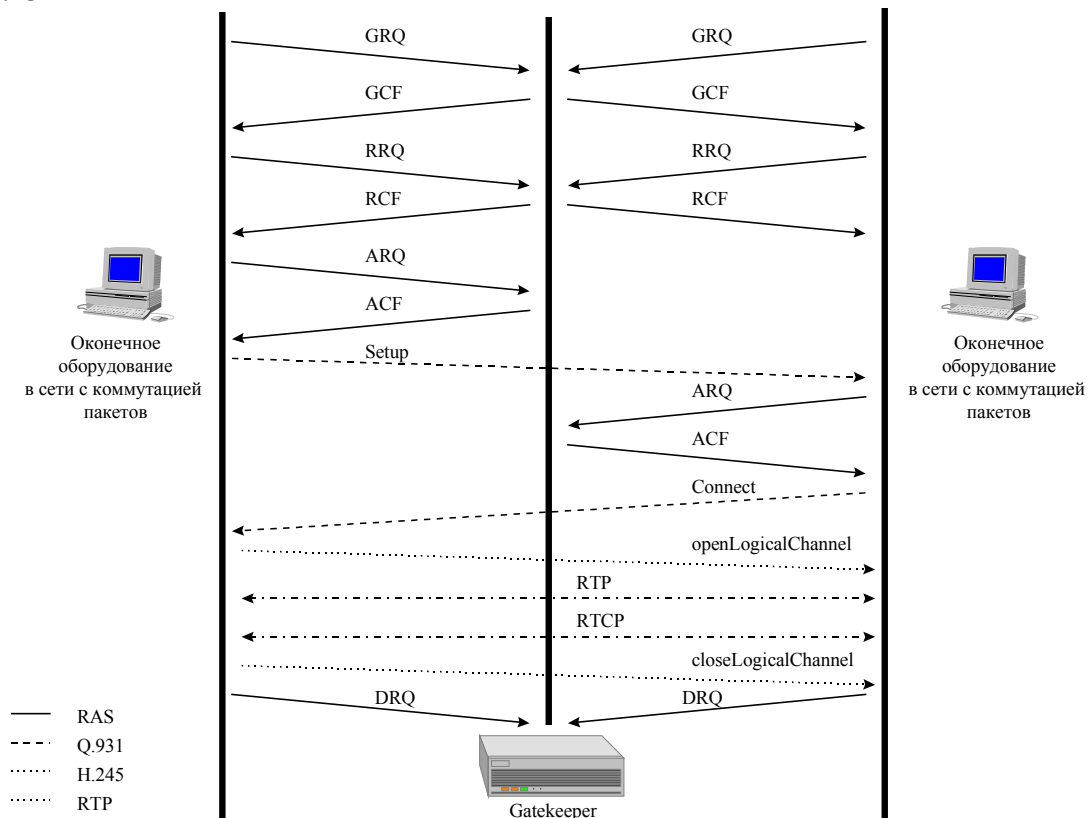 GRQ GRQ
GCF GCF
RRQ RRQ
RCF RCF
ARQ
ACF
Оконечное
оборудование
в сети с коммутацией
пакетов
Оконечное
оборудование
в сети с коммутацией
пакетов
Setup
ARQ
ACF
Connect
openLogicalChannel
RTP
RTCP
closeLogicalChannel
DRQ DRQ
RAS
Q.931
H.245
RTP
Gatekeeper